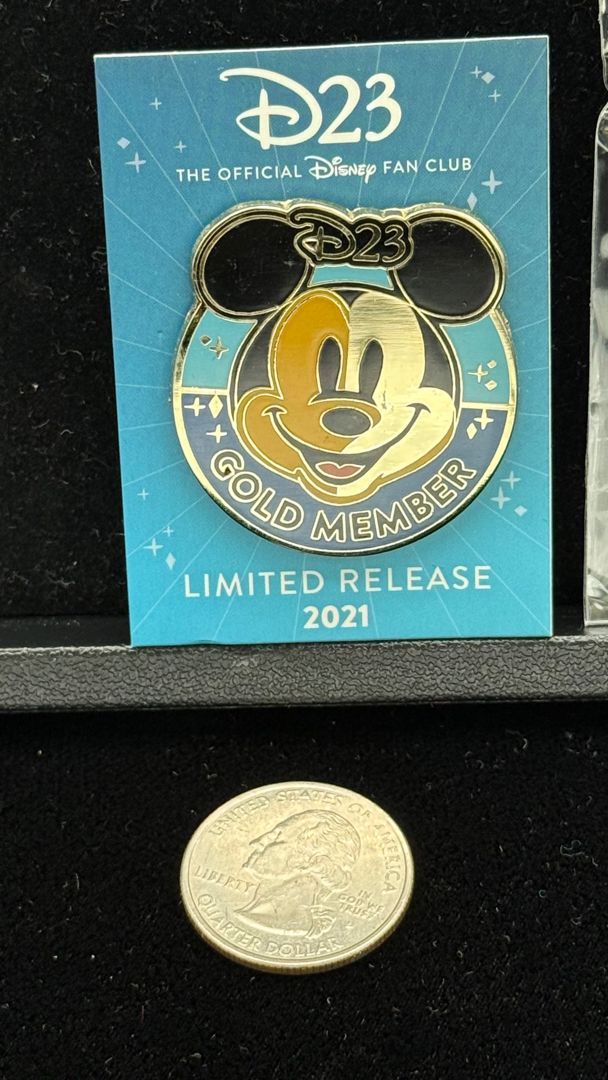 D23
THE OFFICIAL Disney FAN CLUB
D23
GOLD MEMBER
LIMITED RELEASE
2021
UNITED STATES OF AMERICA
LIBERTY
IN
GOD WE
TRUST
QUARTER DOLLAR